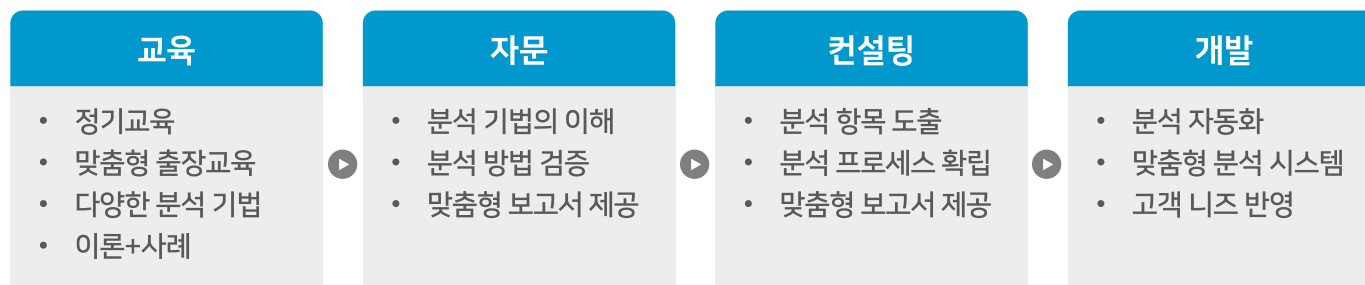 교육
• 정기교육
• 맞춤형 출장교육
• 다양한 분석 기법
• 이론+사례
자문
• 분석 기법의 이해
• 분석 방법 검증
• 맞춤형 보고서 제공
컨설팅
• 분석 항목 도출
• 분석 프로세스 확립
• 맞춤형 보고서 제공
개발
• 분석 자동화
• 맞춤형 분석 시스템
• 고객 니즈 반영